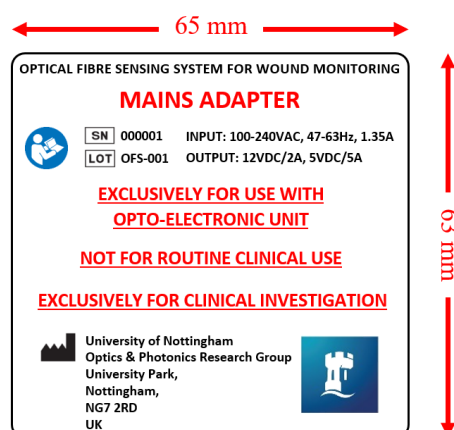 65 mm
OPTICAL FIBRE SENSING SYSTEM FOR WOUND MONITORING
MAINS ADAPTER
SN 000001 INPUT: 100-240VAC, 47-63Hz, 1.35A
LOT OFS-001 OUTPUT: 12VDC/2A, 5VDC/5A
EXCLUSIVELY FOR USE WITH
OPTO-ELECTRONIC UNIT
NOT FOR ROUTINE CLINICAL USE
EXCLUSIVELY FOR CLINICAL INVESTIGATION
University of Nottingham
Optics & Photonics Research Group
University Park,
Nottingham,
NG7 2RD
UK
65 mm